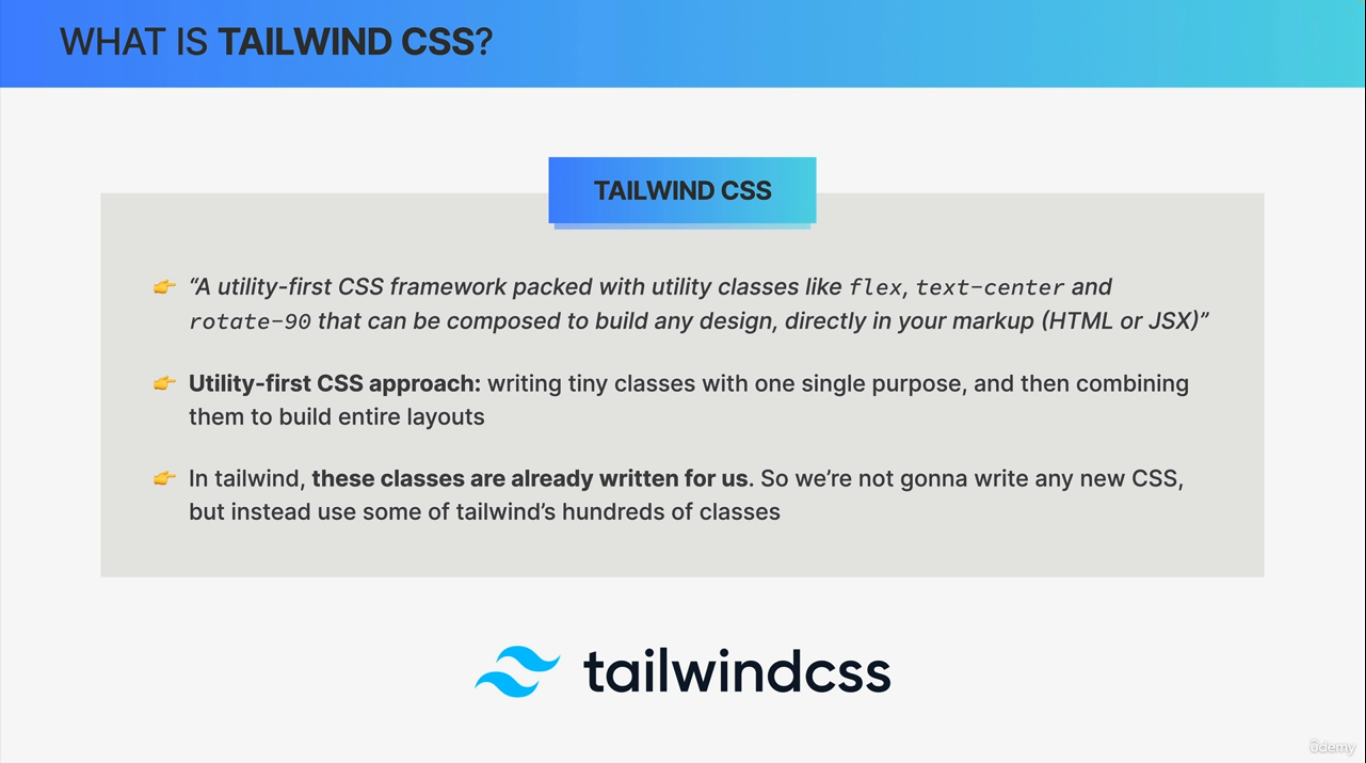 WHAT IS TAILWIND CSS?
TAILWIND CSS
“A utility-first CSS framework packed with utility classes like flex, text-center and
rotate-90 that can be composed to build any design, directly in your markup (HTML or JSX)”
Utility-first CSS approach: writing tiny classes with one single purpose, and then combining
them to build entire layouts
In tailwind, these classes are already written for us. So we’re not gonna write any new CSS,
but instead use some of tailwind’s hundreds of classes
tailwindcss
ûdemy